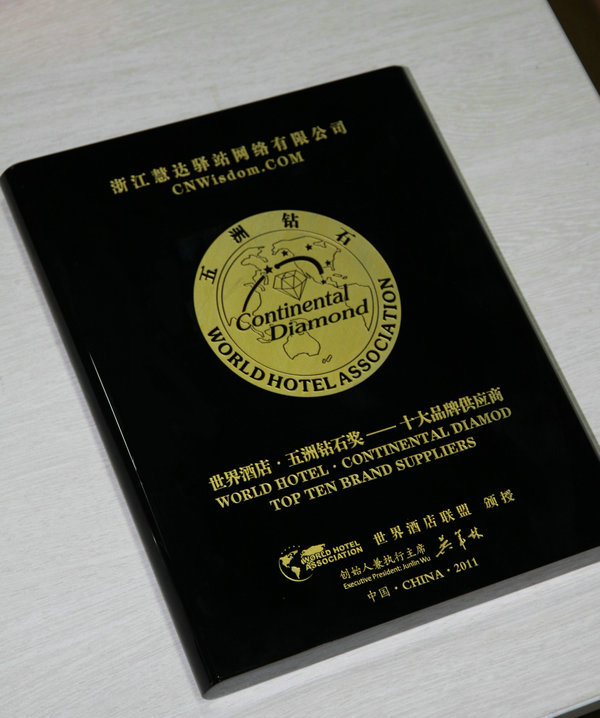 浙江慧达驿站网络有限公司
CNWisdom.COM
五洲钻石
Continental
Diamond
WORLD HOTEL ASSOCIATION
世界酒店·五洲钻石奖——十大品牌供应商
WORLD HOTEL · CONTINENTAL DIAMOD
TOP TEN BRAND SUPPLIERS
WORLD HOTEL
ASSOCIATION
世界酒店联盟 颁授
创始人兼执行主席
Executive President: Junlin Wu
中国·CHINA·2011